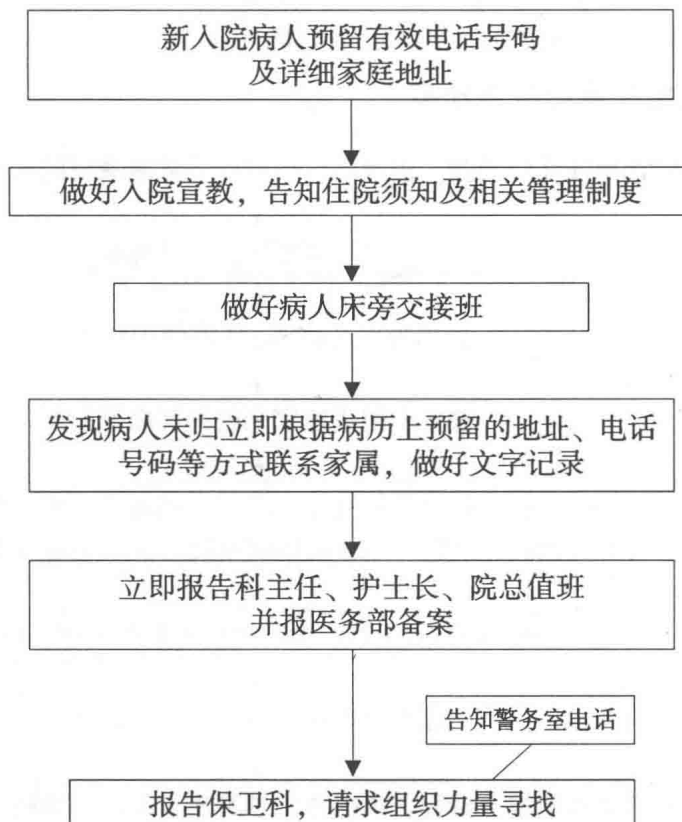 新入院病人预留有效电话号码
及详细家庭地址
做好入院宣教，告知住院须知及相关管理制度
做好病人床旁交接班
发现病人未归立即根据病历上预留的地址、电话
号码等方式联系家属，做好文字记录
立即报告科主任、护士长、院总值班
并报医务部备案
告知警务室电话
报告保卫科，请求组织力量寻找